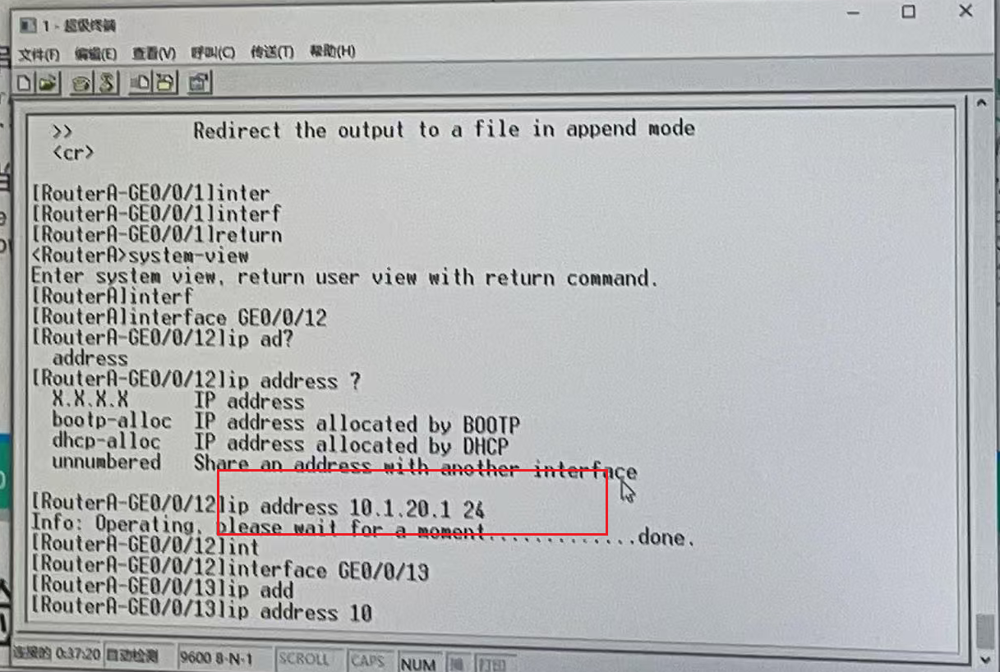 1 - 超级终端
文件(F) 编辑(E) 查看(V) 呼叫(C) 传送(T) 帮助(H)
>> Redirect the output to a file in append mode
<cr>
[RouterA-GE0/0/1]inter
[RouterA-GE0/0/1]interf
[RouterA-GE0/0/1]return
<RouterA>system-view
Enter system view, return user view with return command.
[RouterA]interf
[RouterA]interface GE0/0/12
[RouterA-GE0/0/12]ip ad?
address
[RouterA-GE0/0/12]ip address ?
X.X.X.X IP address
bootp-alloc IP address allocated by BOOTP
dhcp-alloc IP address allocated by DHCP
unnumbered Share an address with another interface
[RouterA-GE0/0/12]ip address 10.1.20.1 24
Info: Operating, please wait for a moment.............done.
[RouterA-GE0/0/12]int
[RouterA-GE0/0/12]interface GE0/0/13
[RouterA-GE0/0/13]ip add
[RouterA-GE0/0/13]ip address 10
连接的 0:37:20 自动检测 9600 8-N-1 SCROLL CAPS NUM 打印